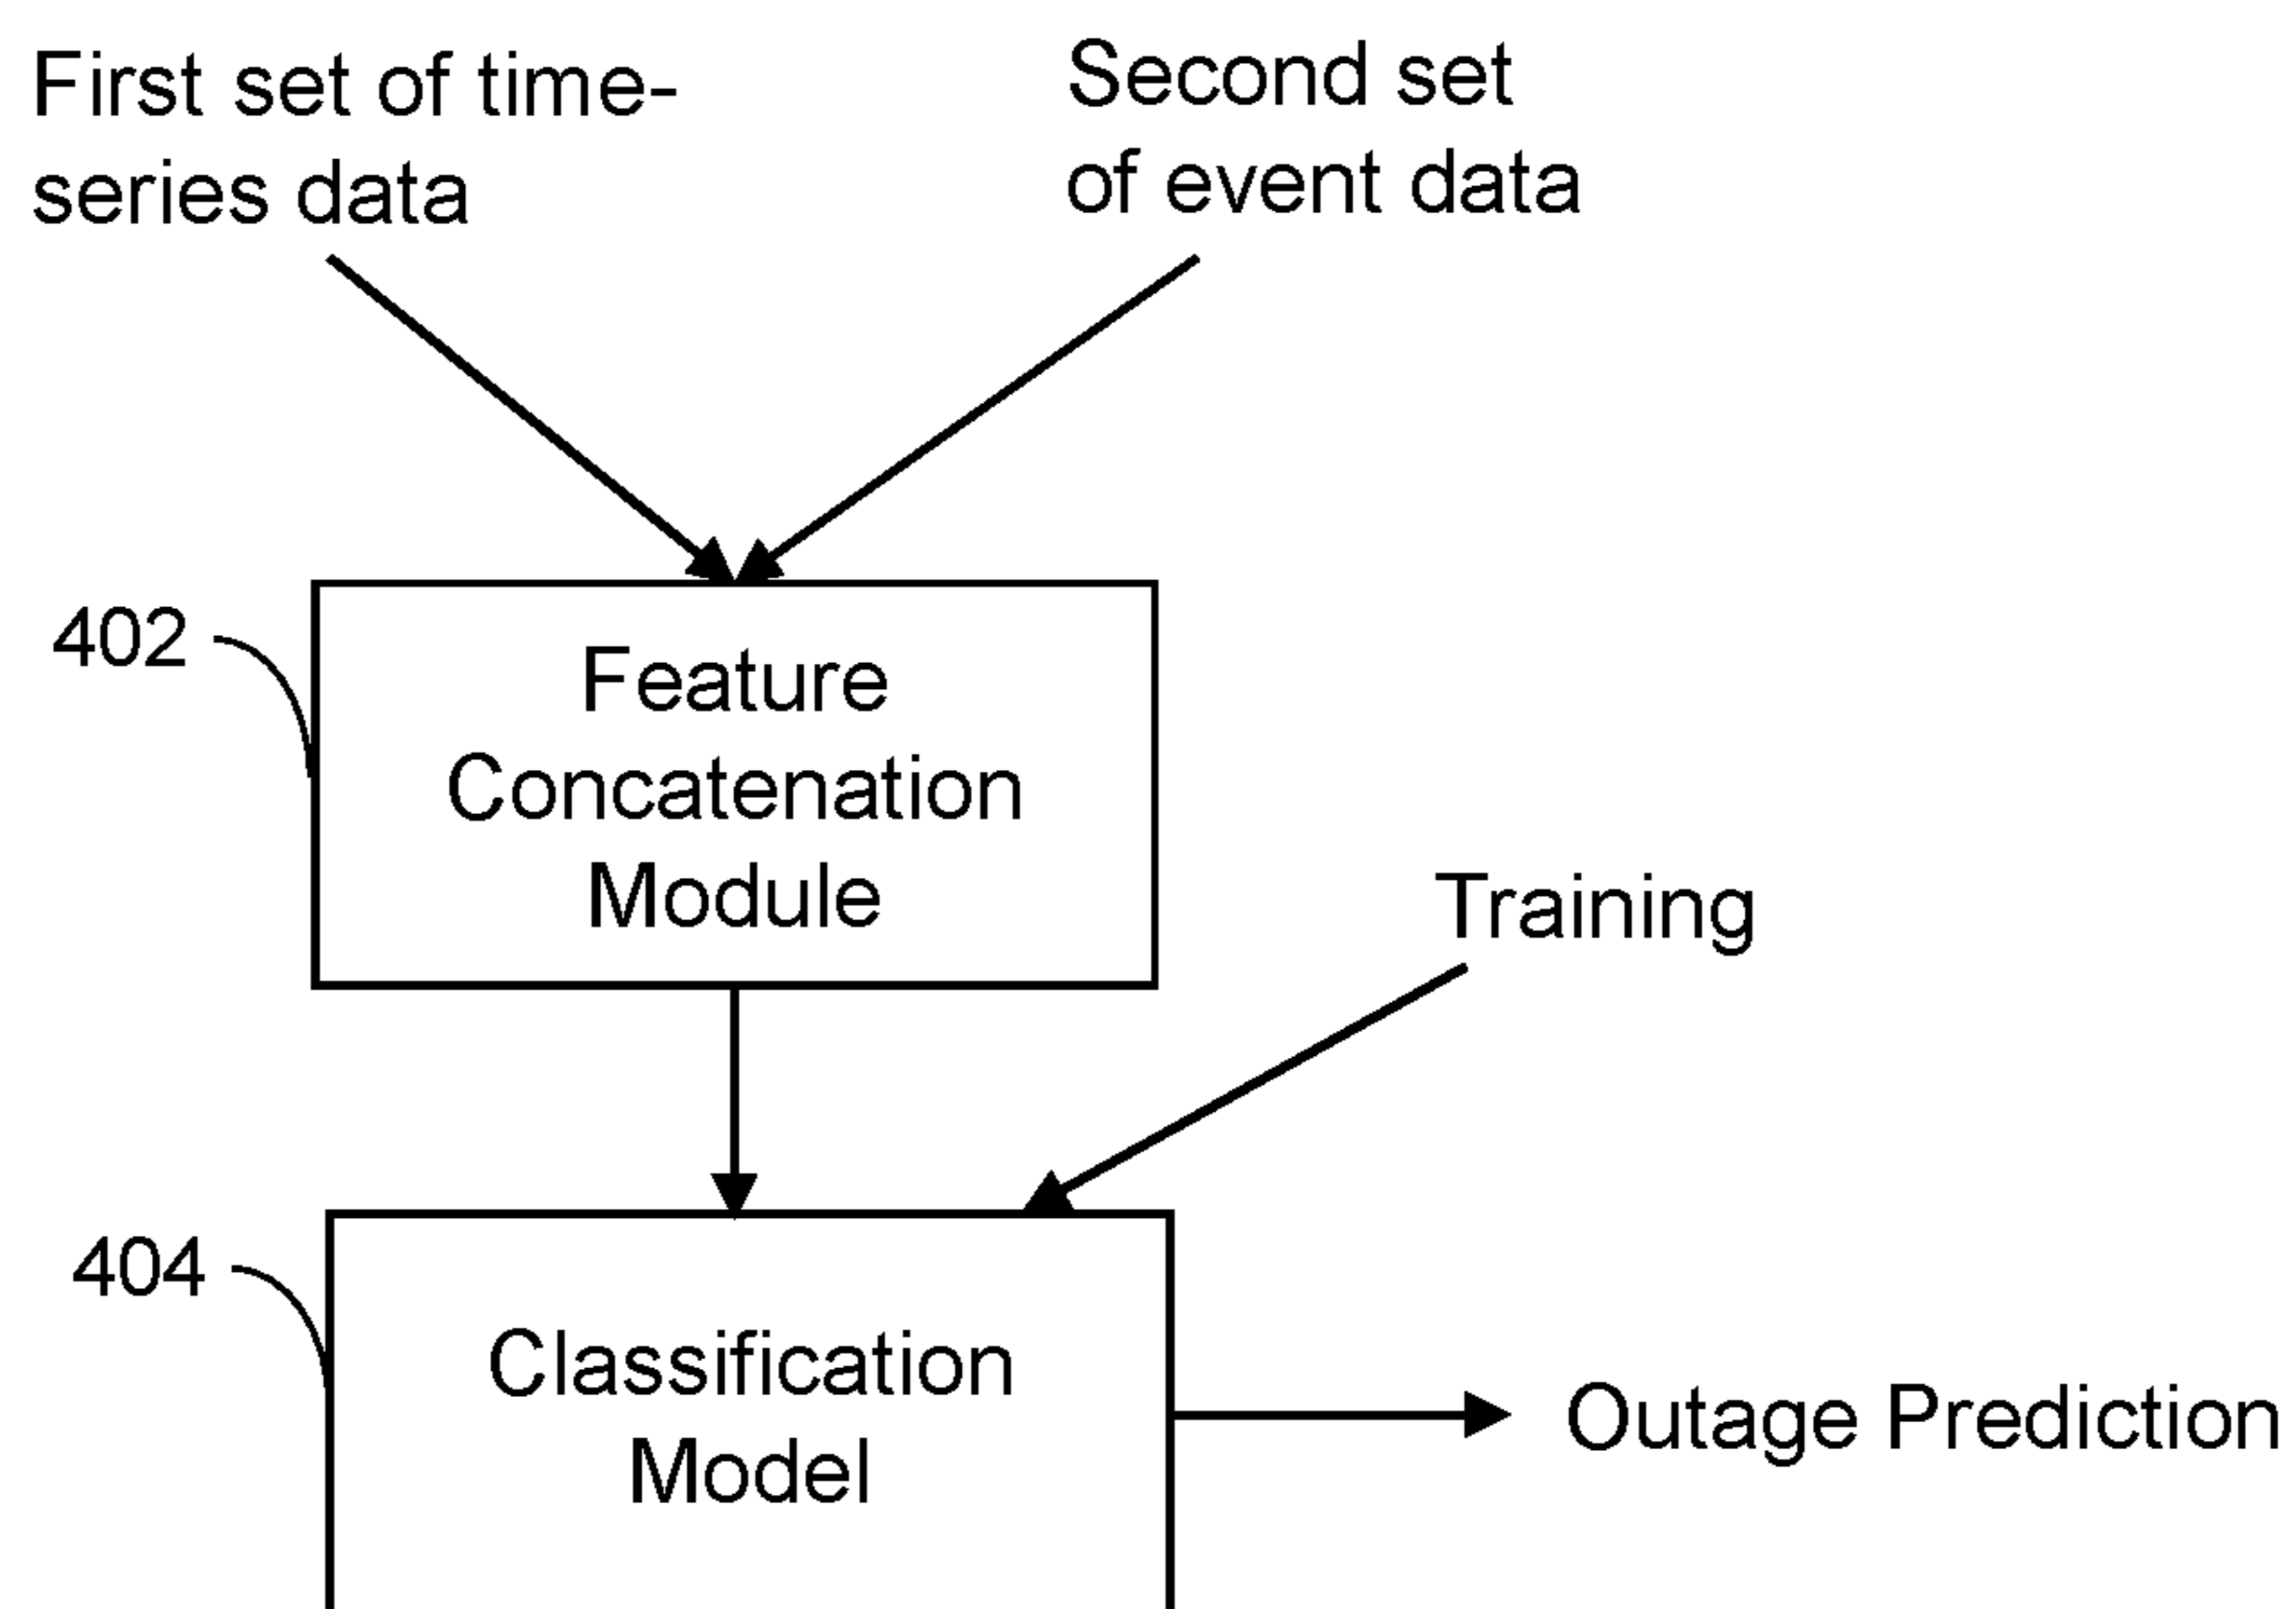 First set of time-
series data
Second set
of event data
402
Feature
Concatenation
Module
Training
404
Classification
Model
Outage Prediction